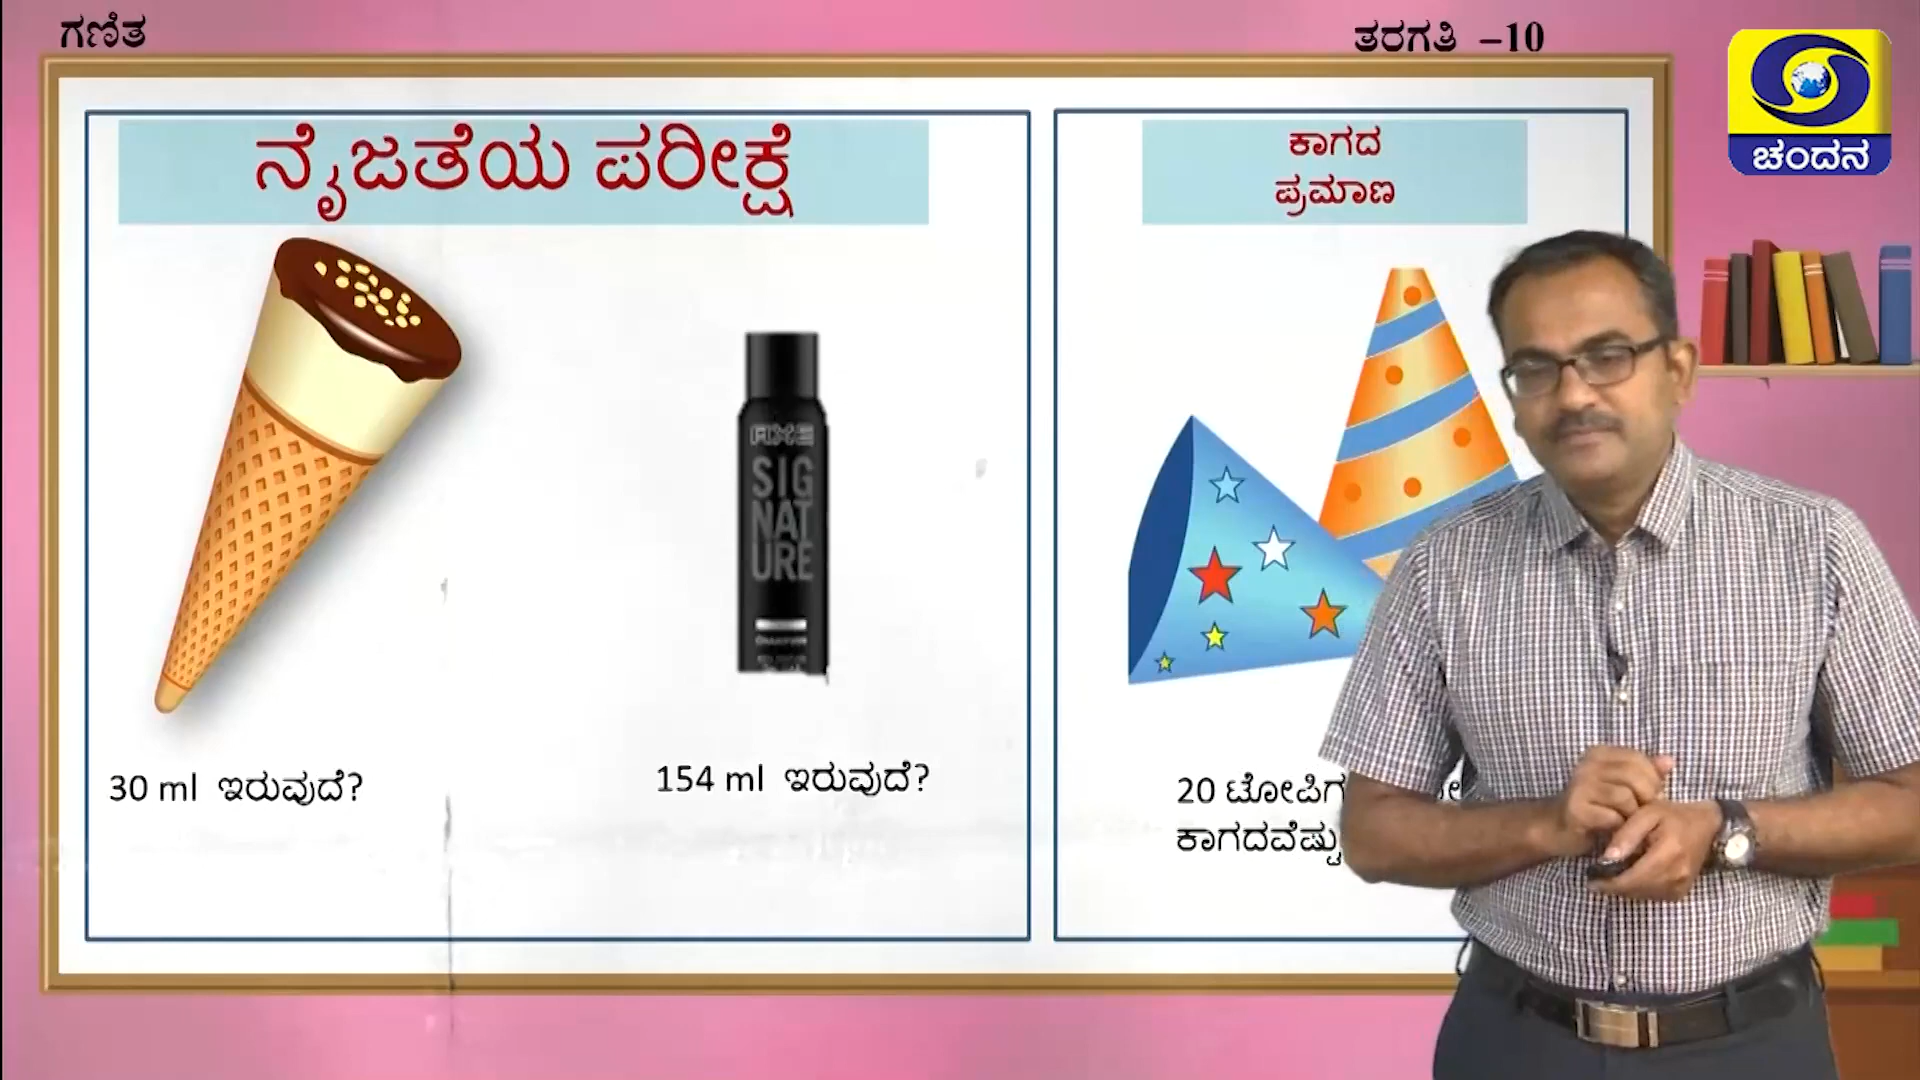 ಗಣಿತ
ತರಗತಿ –10
ಚಂದನ
ನೈಜತೆಯ ಪರೀಕ್ಷೆ
ಕಾಗದ
ಪ್ರಮಾಣ
AXE
SIG
NAT
URE
30 ml ಇರುವುದೆ?
154 ml ಇರುವುದೆ?
20
ಕಾಗದವೆಷ್ಟು